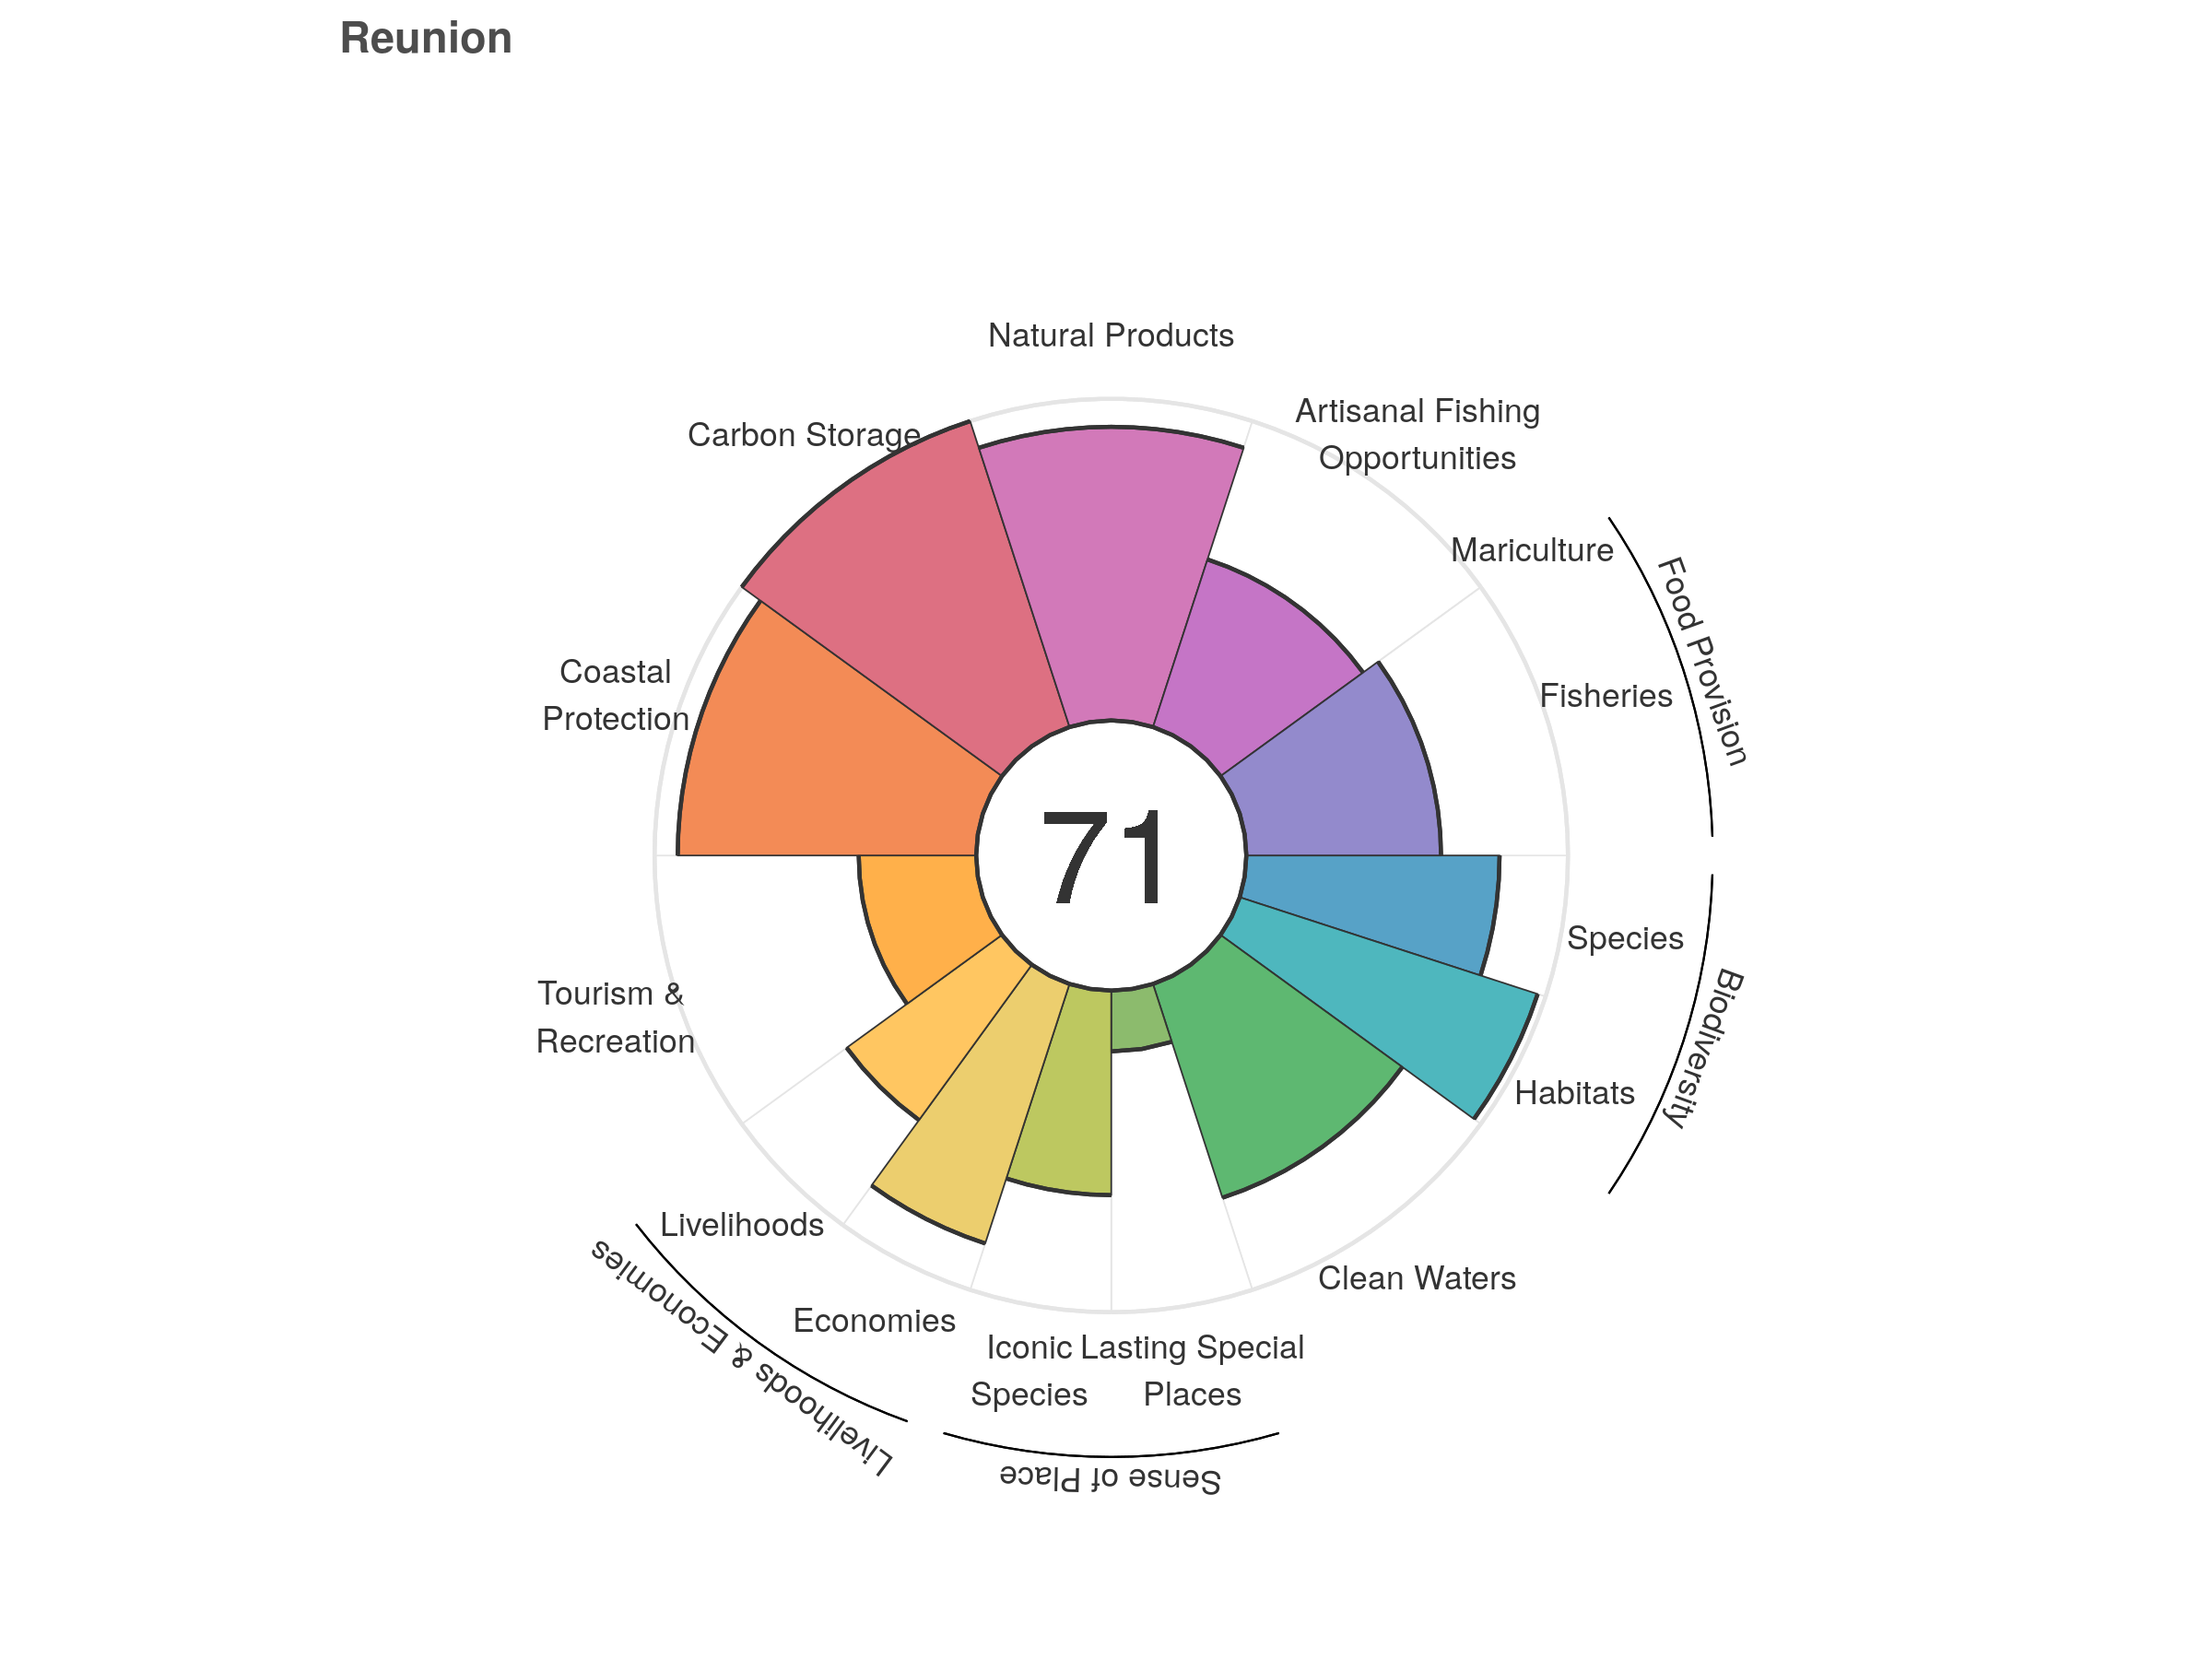 Reunion
Natural Products
Artisanal Fishing
Opportunities
Carbon Storage
Mariculture
Food Provision
Coastal
Protection
Fisheries
71
Species
Biodiversity
Tourism &
Recreation
Habitats
Livelihoods
Clean Waters
Livelihoods & Economies
Economies
Iconic
Species
Lasting Special
Places
Sense of Place